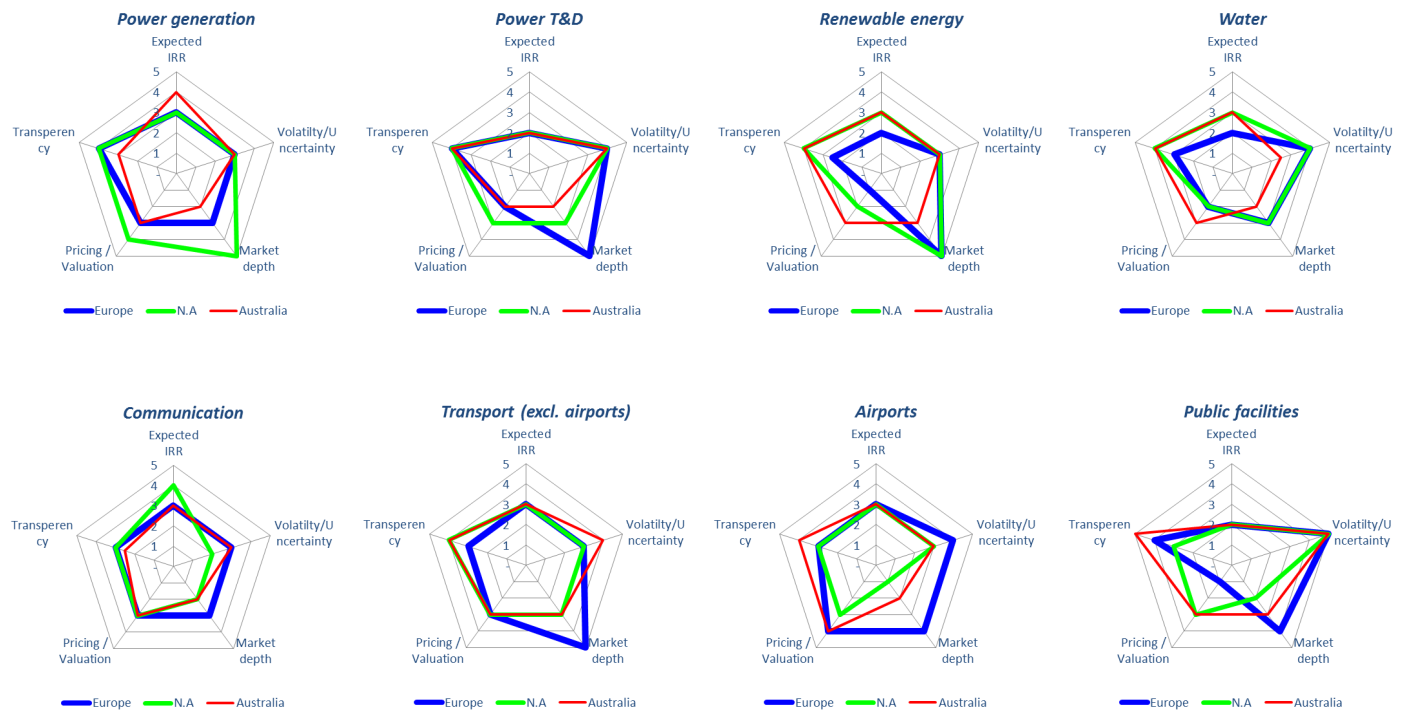 Power generation
Expected
IRR
5
4
3
2
1
-
Transperen
cy
Volatilty/U
ncertainty
Pricing /
Valuation
Market
depth
Europe N.A Australia
Power T&D
Expected
IRR
5
4
3
2
1
-
Transperen
cy
Volatilty/U
ncertainty
Pricing /
Valuation
Market
depth
Europe N.A Australia
Renewable energy
Expected
IRR
5
4
3
2
1
-
Transperen
cy
Volatilty/U
ncertainty
Pricing /
Valuation
Market
depth
Europe N.A Australia
Water
Expected
IRR
5
4
3
2
1
-
Transperen
cy
Volatilty/U
ncertainty
Pricing /
Valuation
Market
depth
Europe N.A Australia
Communication
Expected
IRR
5
4
3
2
1
-
Transperen
cy
Volatilty/U
ncertainty
Pricing /
Valuation
Market
depth
Europe N.A Australia
Transport (excl. airports)
Expected
IRR
5
4
3
2
1
-
Transperen
cy
Volatilty/U
ncertainty
Pricing /
Valuation
Market
depth
Europe N.A Australia
Airports
Expected
IRR
5
4
3
2
1
-
Transperen
cy
Volatilty/U
ncertainty
Pricing /
Valuation
Market
depth
Europe N.A Australia
Public facilities
Expected
IRR
5
4
3
2
1
-
Transperen
cy
Volatilty/U
ncertainty
Pricing /
Valuation
Market
depth
Europe N.A Australia